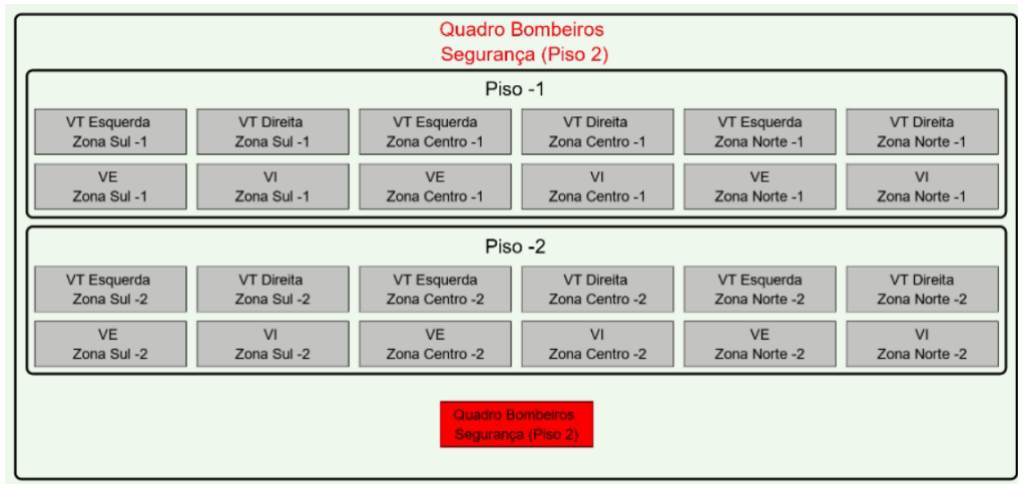 Quadro Bombeiros
Segurança (Piso 2)
Piso -1
VT Esquerda
Zona Sul -1
VT Direita
Zona Sul -1
VT Esquerda
Zona Centro -1
VT Direita
Zona Centro -1
VT Esquerda
Zona Norte -1
VT Direita
Zona Norte -1
VE
Zona Sul -1
VI
Zona Sul -1
VE
Zona Centro -1
VI
Zona Centro -1
VE
Zona Norte -1
VI
Zona Norte -1
Piso -2
VT Esquerda
Zona Sul -2
VT Direita
Zona Sul -2
VT Esquerda
Zona Centro -2
VT Direita
Zona Centro -2
VT Esquerda
Zona Norte -2
VT Direita
Zona Norte -2
VE
Zona Sul -2
VI
Zona Sul -2
VE
Zona Centro -2
VI
Zona Centro -2
VE
Zona Norte -2
VI
Zona Norte -2
Quadro Bombeiros
Segurança (Piso 2)